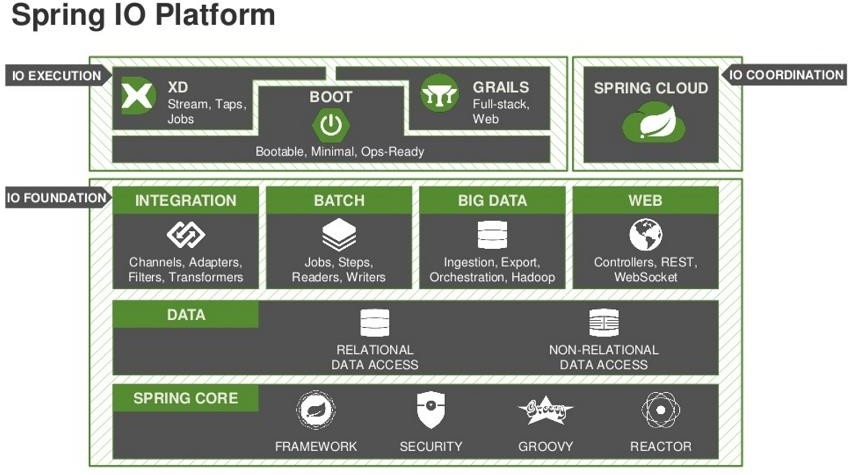 Spring IO Platform
IO EXECUTION
XD
Stream, Taps,
Jobs
BOOT
Bootable, Minimal, Ops-Ready
GRAILS
Full-stack,
Web
SPRING CLOUD
IO COORDINATION
IO FOUNDATION
INTEGRATION
Channels, Adapters,
Filters, Transformers
BATCH
Jobs, Steps,
Readers, Writers
BIG DATA
Ingestion, Export,
Orchestration, Hadoop
WEB
Controllers, REST,
WebSocket
DATA
RELATIONAL
DATA ACCESS
NON-RELATIONAL
DATA ACCESS
SPRING CORE
FRAMEWORK
SECURITY
Groovy
GROOVY
REACTOR